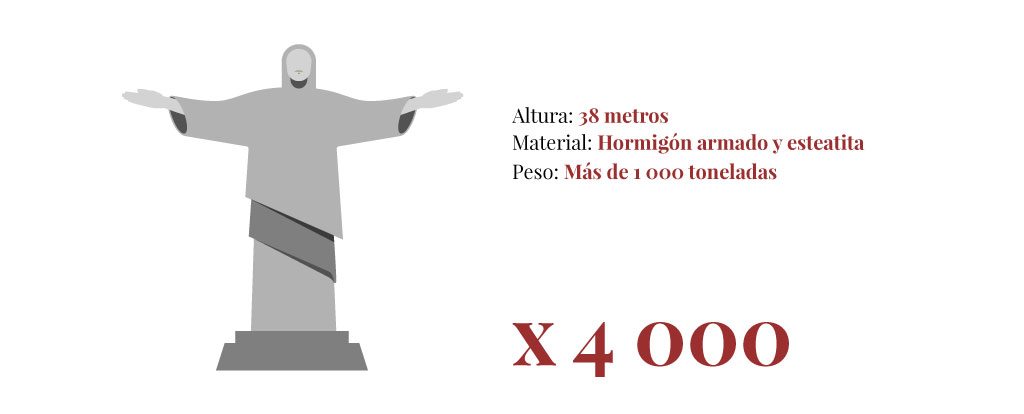 Altura: 38 metros
Material: Hormigón armado y esteatita
Peso: Más de 1 000 toneladas
x 4 000